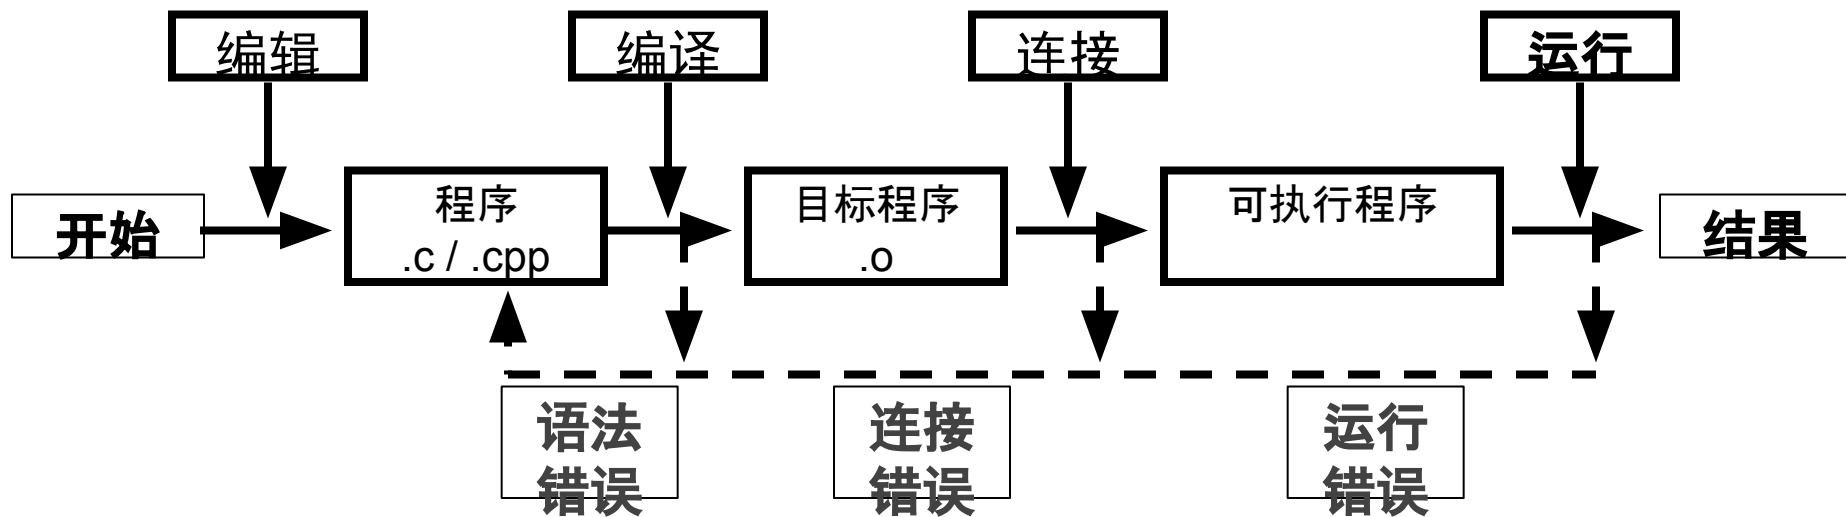 编辑
编译
连接
运行
开始
程序
.c / .cpp
目标程序
.o
可执行程序
结果
语法
错误
连接
错误
运行
错误